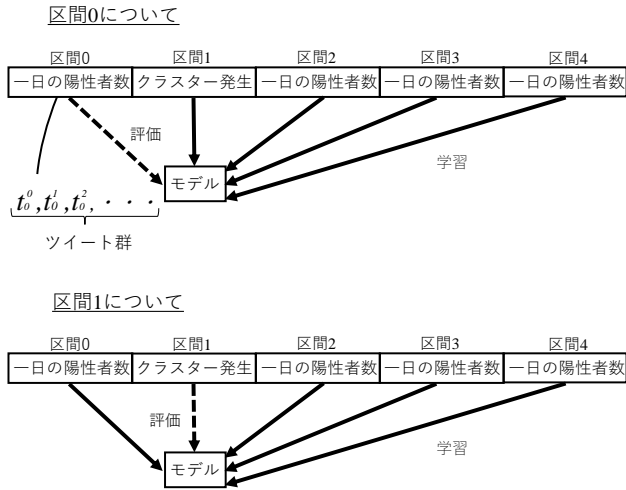 区間0について
区間0 区間1 区間2 区間3 区間4
一日の陽性者数 クラスター発生 一日の陽性者数 一日の陽性者数 一日の陽性者数
評価
学習
モデル
t₀⁰,t₀¹,t₀²,・・・
ツイート群
区間1について
区間0 区間1 区間2 区間3 区間4
一日の陽性者数 クラスター発生 一日の陽性者数 一日の陽性者数 一日の陽性者数
評価
学習
モデル